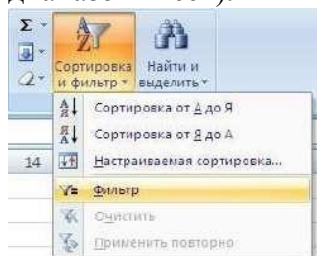 Σ
Сортировка
и фильтр
Найти и
выделить
Сортировка от А до Я
Сортировка от Я до А
Настраиваемая сортировка...
14
Фильтр
Очистить
Применить повторно